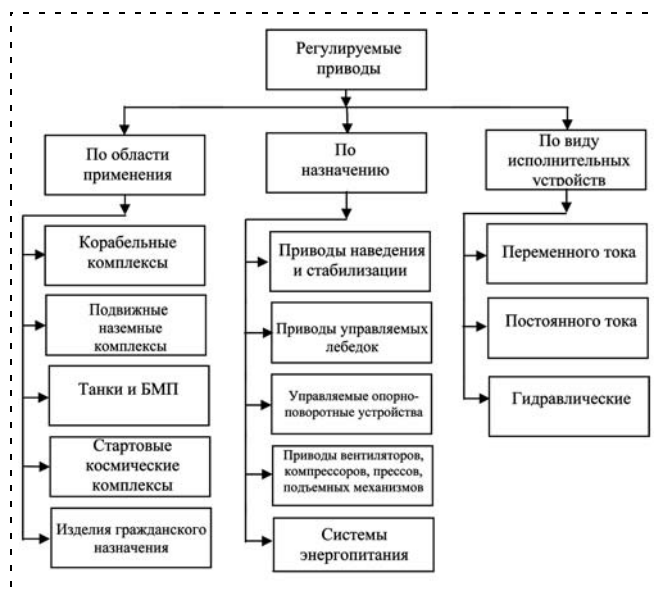 Регулируемые
приводы
По области
применения
Корабельные
комплексы
Подвижные
наземные
комплексы
Танки и БМП
Стартовые
космические
комплексы
Изделия гражданского
назначения
По
назначению
Приводы наведения
и стабилизации
Приводы управляемых
лебедок
Управляемые опорно-
поворотные устройства
Приводы вентиляторов,
компрессоров, прессов,
подъемных механизмов
Системы
энергопитания
По виду
исполнительных
устройств
Переменного тока
Постоянного тока
Гидравлические